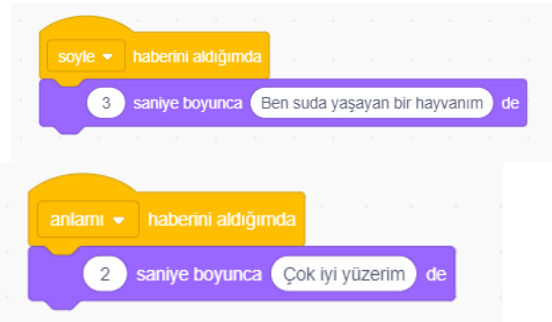 soyle haberini aldığımda
3 saniye boyunca Ben suda yaşayan bir hayvanım de
anlamı haberini aldığımda
2 saniye boyunca Çok iyi yüzerim de